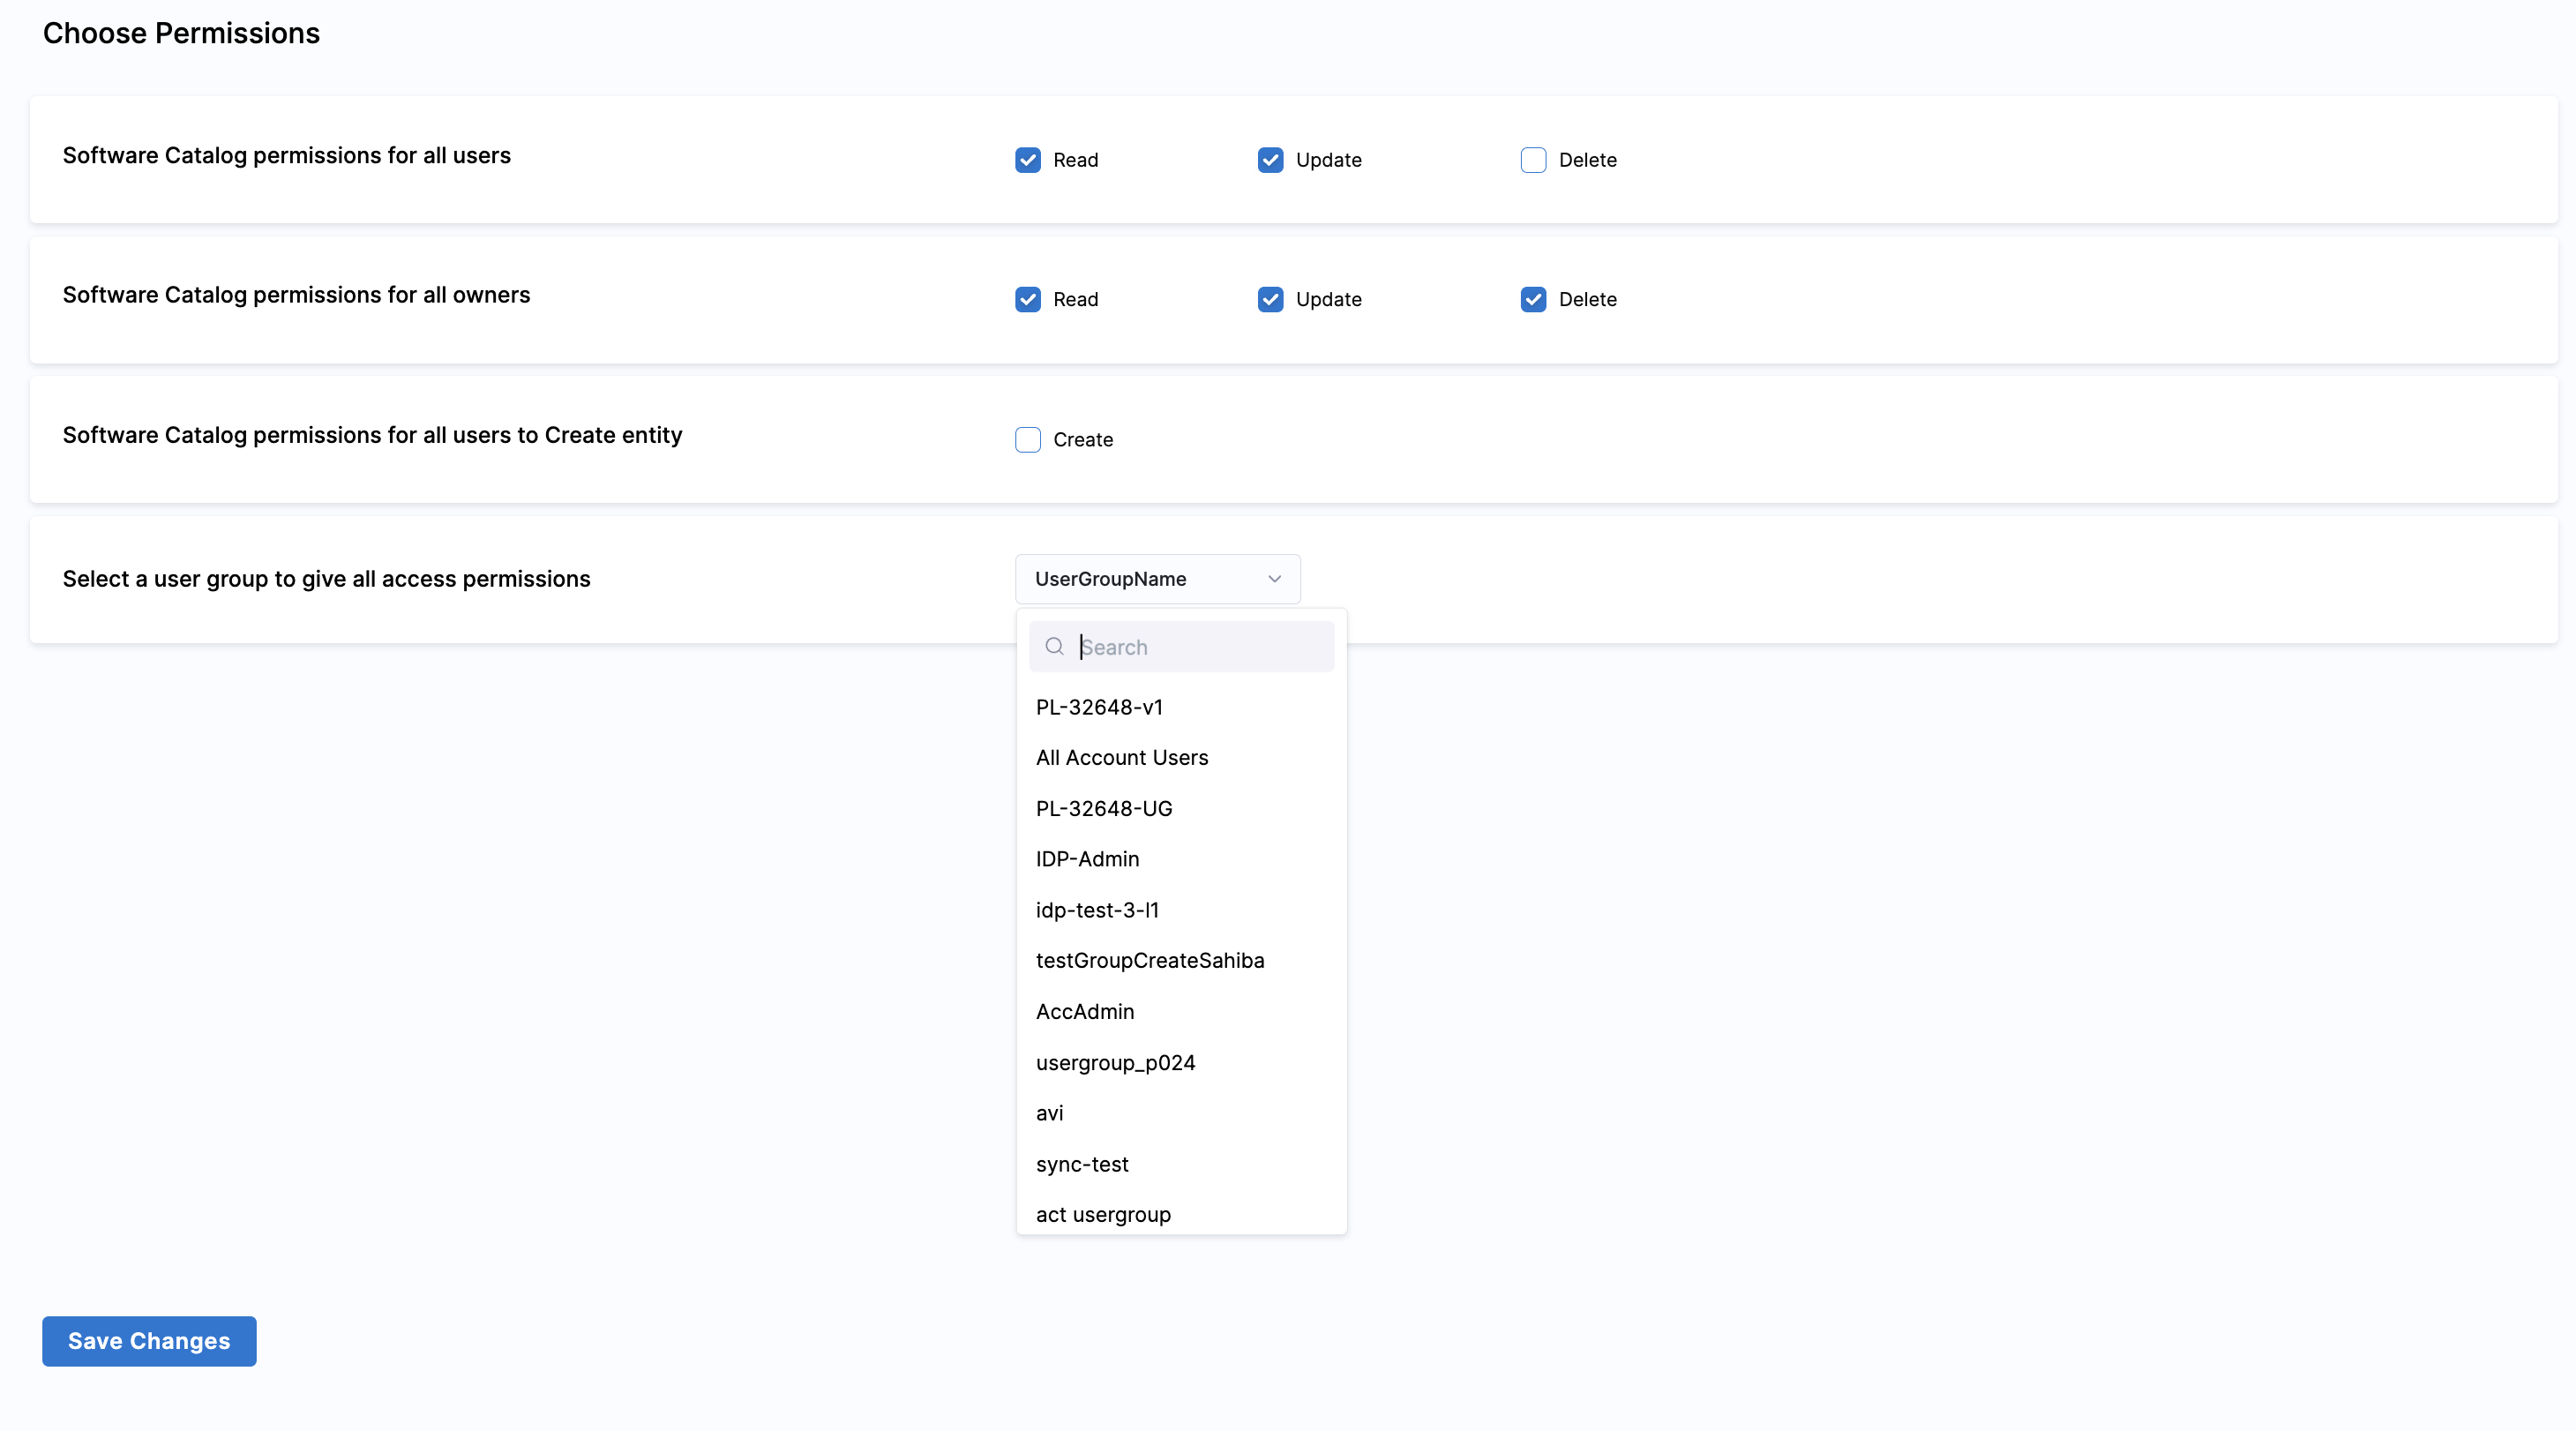 Choose Permissions
Software Catalog permissions for all users Read Update Delete
Software Catalog permissions for all owners Read Update Delete
Software Catalog permissions for all users to Create entity Create
Select a user group to give all access permissions UserGroupName
Search
PL-32648-v1
All Account Users
PL-32648-UG
IDP-Admin
idp-test-3-l1
testGroupCreateSahiba
AccAdmin
usergroup_p024
avi
sync-test
act usergroup
Save Changes